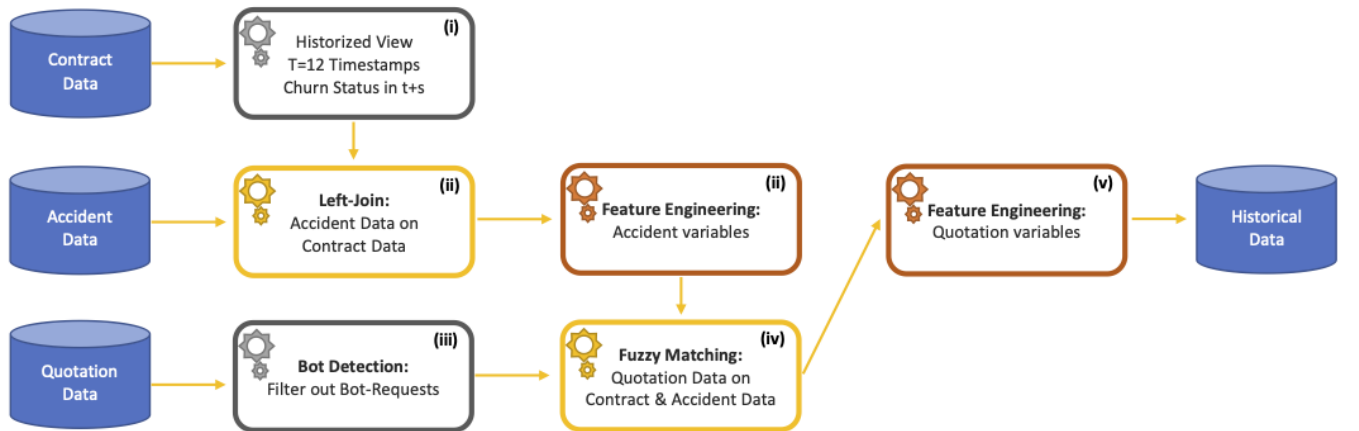 Contract
Data
(i)
Historized View
T=12 Timestamps
Churn Status in t+s
Accident
Data
(ii)
Left-Join:
Accident Data on
Contract Data
(ii)
Feature Engineering:
Accident variables
(v)
Feature Engineering:
Quotation variables
Historical
Data
Quotation
Data
(iii)
Bot Detection:
Filter out Bot-Requests
(iv)
Fuzzy Matching:
Quotation Data on
Contract & Accident Data